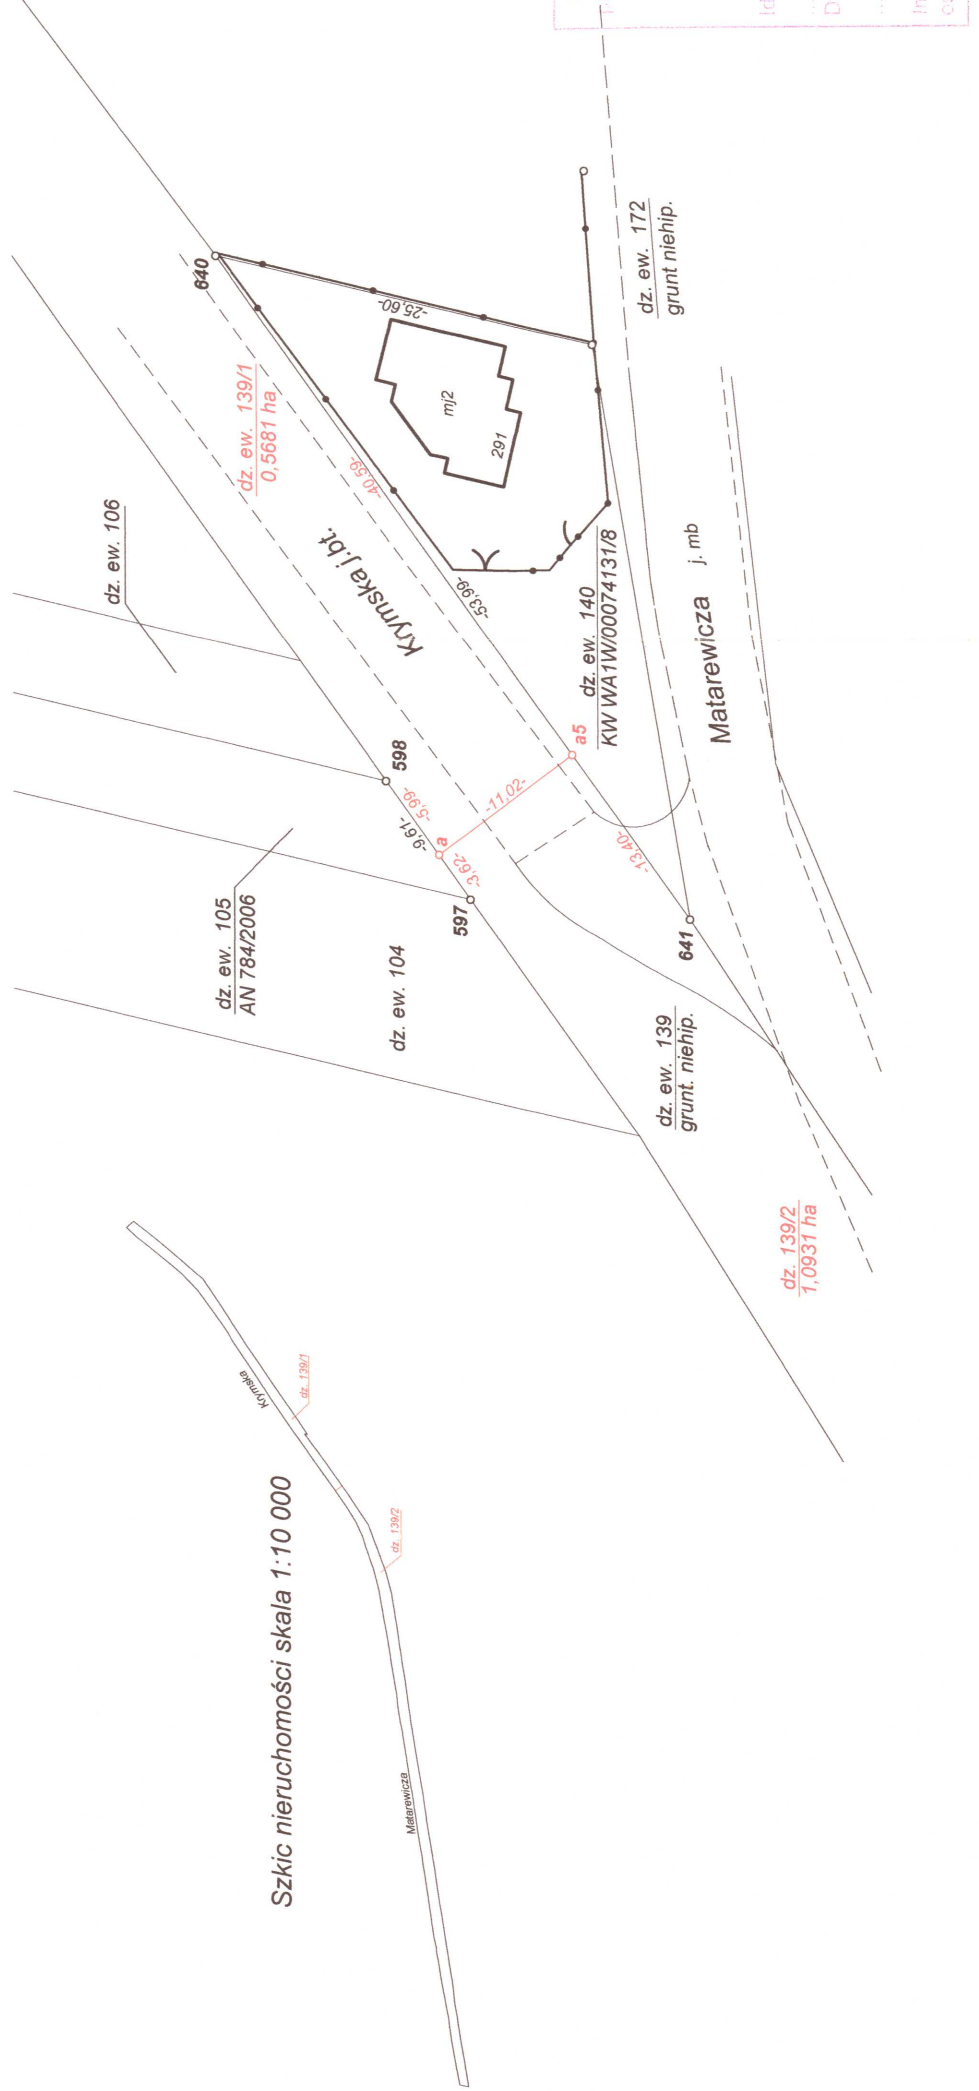 Szkic nieruchomości skala 1:10 000
Krymska
dz. 139/1
dz. 139/2
Matarewicza
dz. ew. 106
dz. ew. 105
AN 784/2006
dz. ew. 104
598
597
-9,61-
-5,99-
-3,62-
a
-11,02-
a5
Krymska j.bt.
dz. ew. 139/1
0,5681 ha
640
-40,59-
-53,99-
-25,60-
mj2
291
-13,40-
641
dz. ew. 140
KW WA1W/00074131/8
dz. ew. 172
grunt niehip.
Matarewicza j. mb
dz. ew. 139
grunt. niehip.
dz. 139/2
1,0931 ha